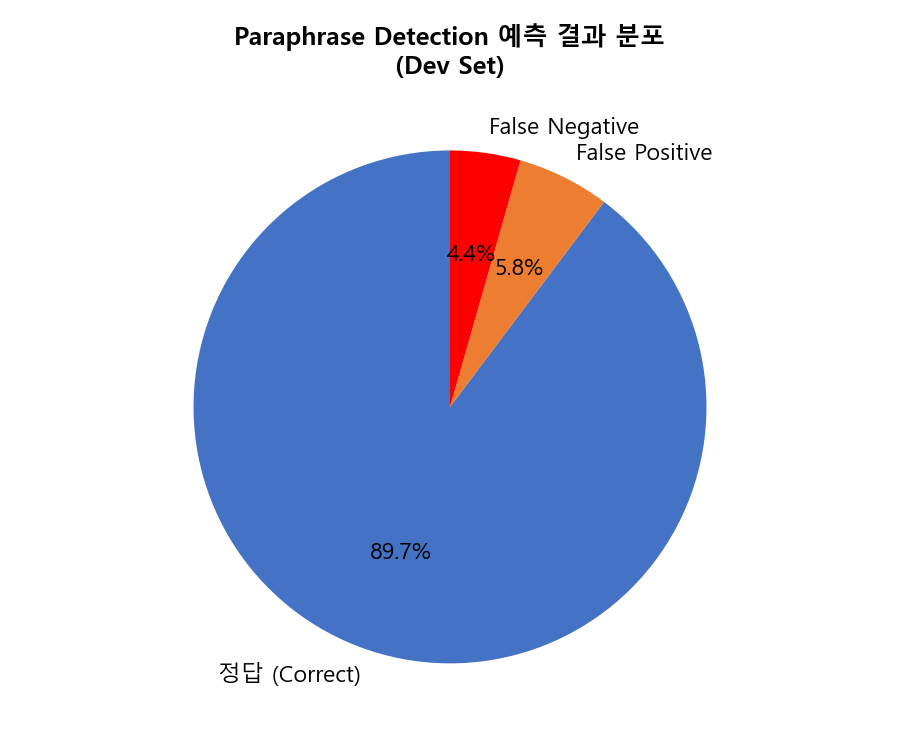 Paraphrase Detection 예측 결과 분포
(Dev Set)
False Negative
False Positive
4.4%
5.8%
89.7%
정답 (Correct)